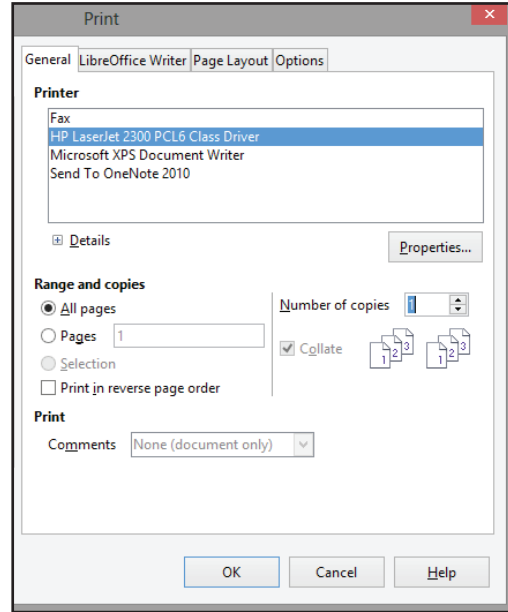 Print
General LibreOffice Writer Page Layout Options
Printer
Fax
HP LaserJet 2300 PCL6 Class Driver
Microsoft XPS Document Writer
Send To OneNote 2010
Details
Properties...
Range and copies
All pages
Pages 1
Selection
Print in reverse page order
Number of copies 1
Collate 1 2 3 1 2 3
Print
Comments None (document only)
OK Cancel Help